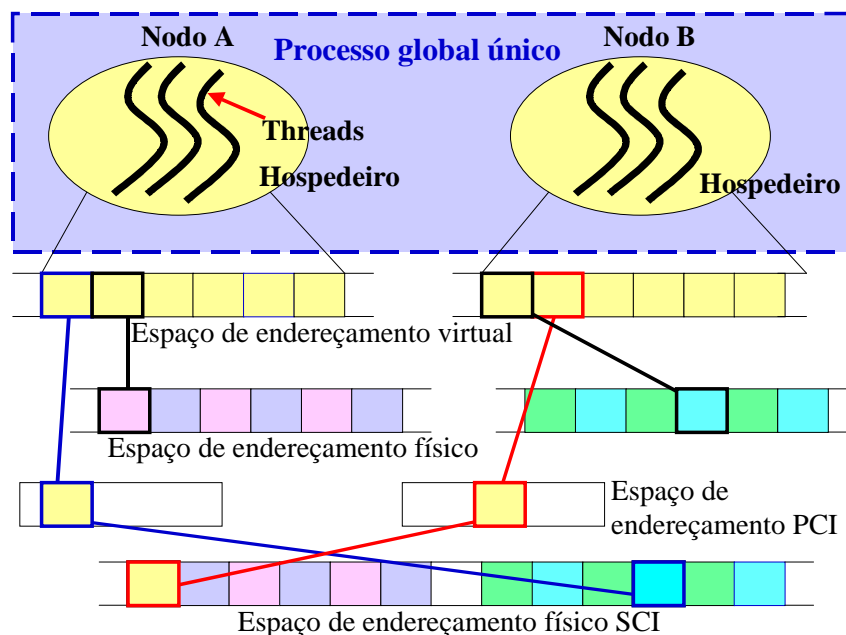 Nodo A
Processo global único
Nodo B
Threads
Hospedeiro
Hospedeiro
Espaço de endereçamento virtual
Espaço de endereçamento físico
Espaço de
endereçamento PCI
Espaço de endereçamento físico SCI